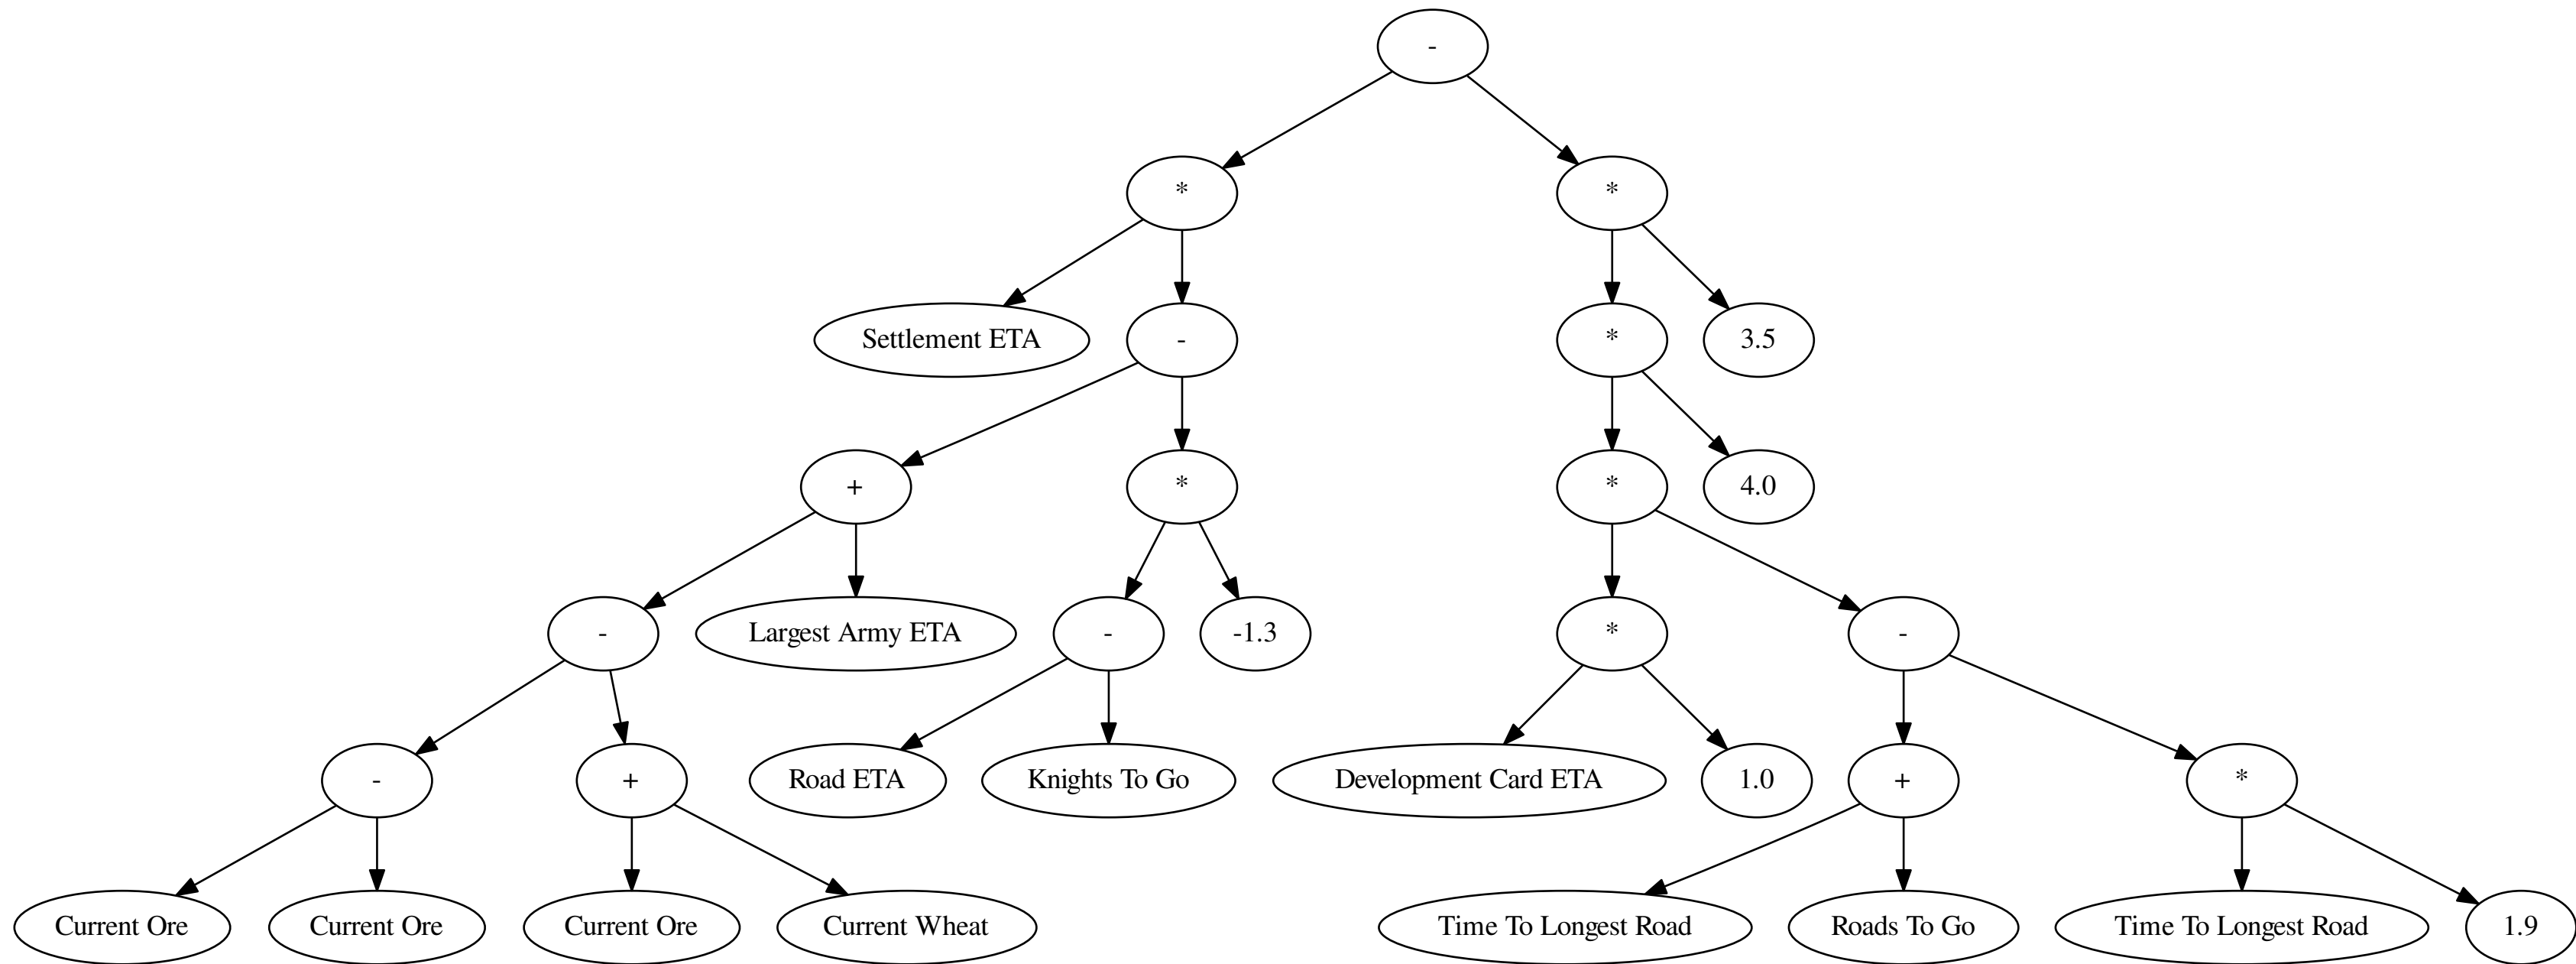 -
*
*
Settlement ETA
-
*
3.5
+
*
*
4.0
-
Largest Army ETA
-
-1.3
*
-
-
+
Road ETA
Knights To Go
Development Card ETA
1.0
+
*
Current Ore
Current Ore
Current Ore
Current Wheat
Time To Longest Road
Roads To Go
Time To Longest Road
1.9